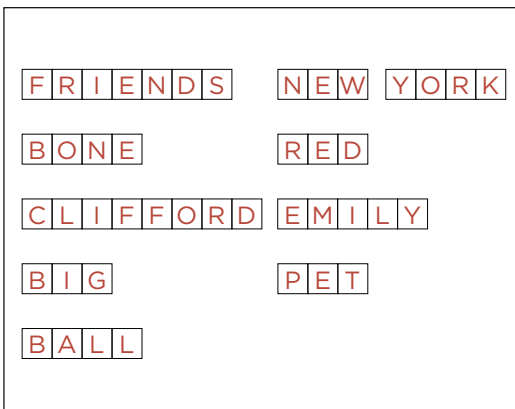 FRIENDS
BONE
CLIFFORD
BIG
BALL
NEW YORK
RED
EMILY
PET